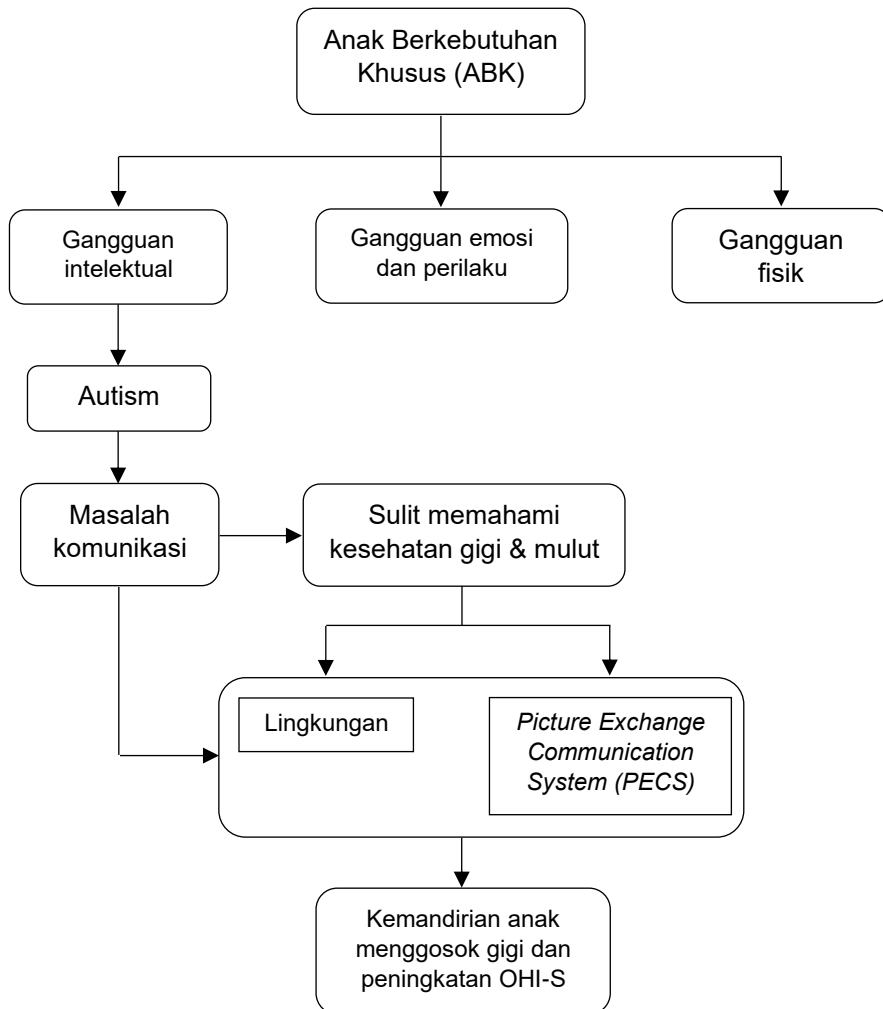 Anak Berkebutuhan
Khusus (ABK)
Gangguan
intelektual
Gangguan emosi
dan perilaku
Gangguan
fisik
Autism
Masalah
komunikasi
Sulit memahami
kesehatan gigi & mulut
Lingkungan
Picture Exchange
Communication
System (PECS)
Kemandirian anak
menggosok gigi dan
peningkatan OHI-S